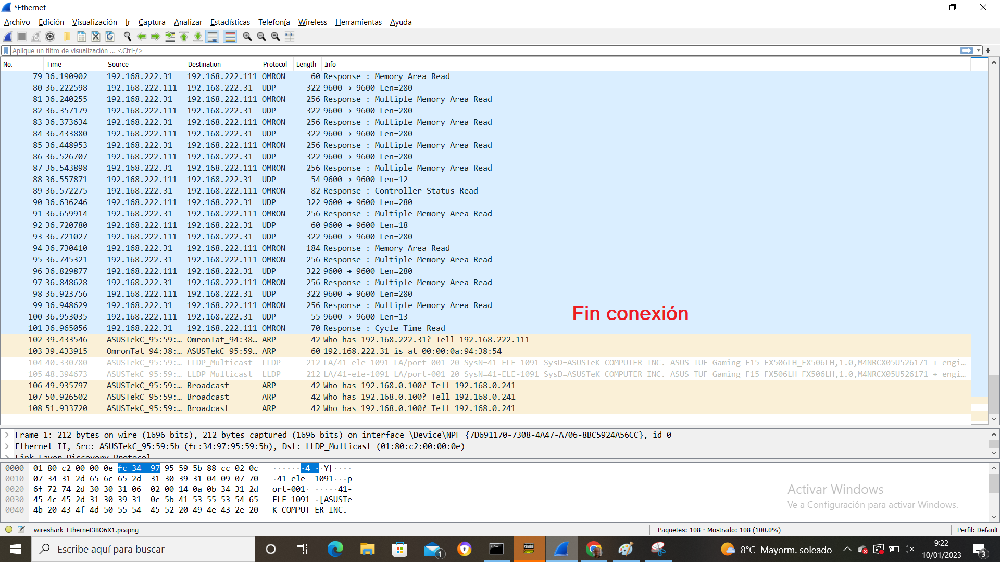 *Ethernet
Archivo Edición Visualización Ir Captura Analizar Estadísticas Telefonía Wireless Herramientas Ayuda
Aplique un filtro de visualización ... <Ctrl-/>
No. Time Source Destination Protocol Length Info
79 36.190902 192.168.222.31 192.168.222.111 OMRON 60 Response : Memory Area Read
80 36.222598 192.168.222.111 192.168.222.31 UDP 322 9600 → 9600 Len=280
81 36.240255 192.168.222.31 192.168.222.111 OMRON 256 Response : Multiple Memory Area Read
82 36.357179 192.168.222.111 192.168.222.31 UDP 322 9600 → 9600 Len=280
83 36.373634 192.168.222.31 192.168.222.111 OMRON 256 Response : Multiple Memory Area Read
84 36.433880 192.168.222.111 192.168.222.31 UDP 322 9600 → 9600 Len=280
85 36.448953 192.168.222.31 192.168.222.111 OMRON 256 Response : Multiple Memory Area Read
86 36.526707 192.168.222.111 192.168.222.31 UDP 322 9600 → 9600 Len=280
87 36.543898 192.168.222.31 192.168.222.111 OMRON 256 Response : Multiple Memory Area Read
88 36.557871 192.168.222.111 192.168.222.31 UDP 54 9600 → 9600 Len=12
89 36.572275 192.168.222.31 192.168.222.111 OMRON 82 Response : Controller Status Read
90 36.636246 192.168.222.111 192.168.222.31 UDP 322 9600 → 9600 Len=280
91 36.659914 192.168.222.31 192.168.222.111 OMRON 256 Response : Multiple Memory Area Read
92 36.720780 192.168.222.111 192.168.222.31 UDP 60 9600 → 9600 Len=18
93 36.721027 192.168.222.111 192.168.222.31 UDP 322 9600 → 9600 Len=280
94 36.730410 192.168.222.31 192.168.222.111 OMRON 184 Response : Memory Area Read
95 36.745321 192.168.222.31 192.168.222.111 OMRON 256 Response : Multiple Memory Area Read
96 36.829877 192.168.222.111 192.168.222.31 UDP 322 9600 → 9600 Len=280
97 36.848628 192.168.222.31 192.168.222.111 OMRON 256 Response : Multiple Memory Area Read
98 36.923756 192.168.222.111 192.168.222.31 UDP 322 9600 → 9600 Len=280
99 36.948629 192.168.222.31 192.168.222.111 OMRON 256 Response : Multiple Memory Area Read
Fin conexión
100 36.953035 192.168.222.111 192.168.222.31 UDP 55 9600 → 9600 Len=13
101 36.965056 192.168.222.31 192.168.222.111 OMRON 70 Response : Cycle Time Read
102 39.433546 ASUSTekC_95:59:… OmronTat_94:38… ARP 42 Who has 192.168.222.31? Tell 192.168.222.111
103 39.433915 OmronTat_94:38:… ASUSTekC_95:59… ARP 60 192.168.222.31 is at 00:00:0a:94:38:54
104 40.330780 ASUSTekC_95:59:… LLDP_Multicast LLDP 212 LA/41-ele-1091 LA/port-001 20 SysN=41-ELE-1091 SysD=ASUSTeK COMPUTER INC. ASUS TUF Gaming F15 FX506LH_FX506LH,1.0,M4NRCX05U526171 + engi…
105 48.394673 ASUSTekC_95:59:… LLDP_Multicast LLDP 212 LA/41-ele-1091 LA/port-001 20 SysN=41-ELE-1091 SysD=ASUSTeK COMPUTER INC. ASUS TUF Gaming F15 FX506LH_FX506LH,1.0,M4NRCX05U526171 + engi…
106 49.935797 ASUSTekC_95:59:… Broadcast ARP 42 Who has 192.168.0.100? Tell 192.168.0.241
107 50.926502 ASUSTekC_95:59:… Broadcast ARP 42 Who has 192.168.0.100? Tell 192.168.0.241
108 51.933720 ASUSTekC_95:59:… Broadcast ARP 42 Who has 192.168.0.100? Tell 192.168.0.241
Frame 1: 212 bytes on wire (1696 bits), 212 bytes captured (1696 bits) on interface \Device\NPF_{7D691170-7308-4A47-A706-8BC5924A56CC}, id 0
Ethernet II, Src: ASUSTekC_95:59:5b (fc:34:97:95:59:5b), Dst: LLDP_Multicast (01:80:c2:00:00:0e)
Link Layer Discovery Protocol
0000 01 80 c2 00 00 0e fc 34 97 95 59 5b 88 cc 02 0c ·······4 ··Y[····
0010 07 34 31 2d 65 6c 65 2d 31 30 39 31 04 09 07 70 ·41-ele- 1091···p
0020 6f 72 74 2d 30 30 31 06 02 00 14 0a 0b 34 31 2d ort-001· ·····41-
0030 45 4c 45 2d 31 30 39 31 0c 5b 41 53 55 53 54 65 ELE-1091 ·[ASUSTe
0040 4b 20 43 4f 4d 50 55 54 45 52 20 49 4e 43 2e 20 K COMPUT ER INC.
Activar Windows
Ve a Configuración para activar Windows.
wireshark_Ethernet3BO6X1.pcapng Paquetes: 108 · Mostrado: 108 (100.0%) Perfil: Default
Escribe aquí para buscar 1 8°C Mayorm. soleado 9:22
10/01/2023 3